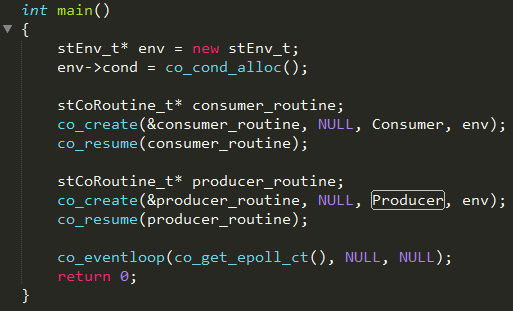 int main()
{
    stEnv_t* env = new stEnv_t;
    env->cond = co_cond_alloc();

    stCoRoutine_t* consumer_routine;
    co_create(&consumer_routine, NULL, Consumer, env);
    co_resume(consumer_routine);

    stCoRoutine_t* producer_routine;
    co_create(&producer_routine, NULL, Producer, env);
    co_resume(producer_routine);

    co_eventloop(co_get_epoll_ct(), NULL, NULL);
    return 0;
}